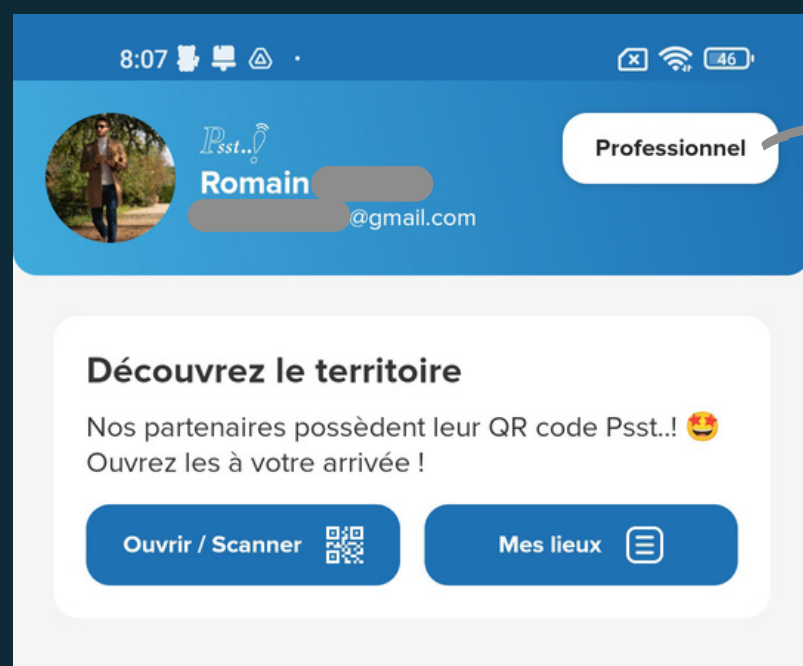 8:07
46
Psst..!
Professionnel
Romain
@gmail.com
Découvrez le territoire
Nos partenaires possèdent leur QR code Psst..! 🤩
Ouvrez les à votre arrivée !
Ouvrir / Scanner
Mes lieux